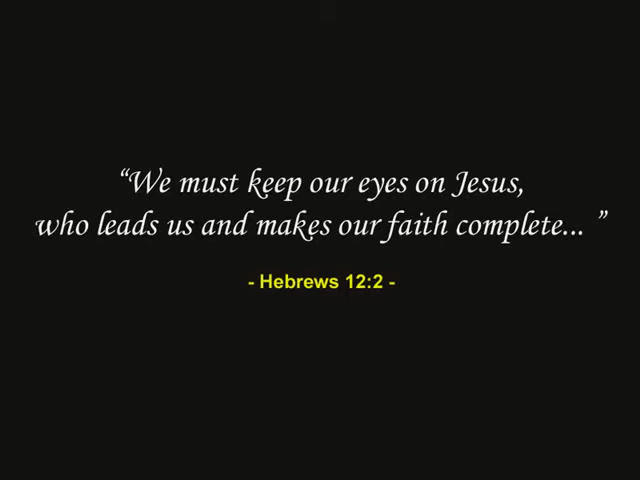 “We must keep our eyes on Jesus,
who leads us and makes our faith complete... ”
- Hebrews 12:2 -